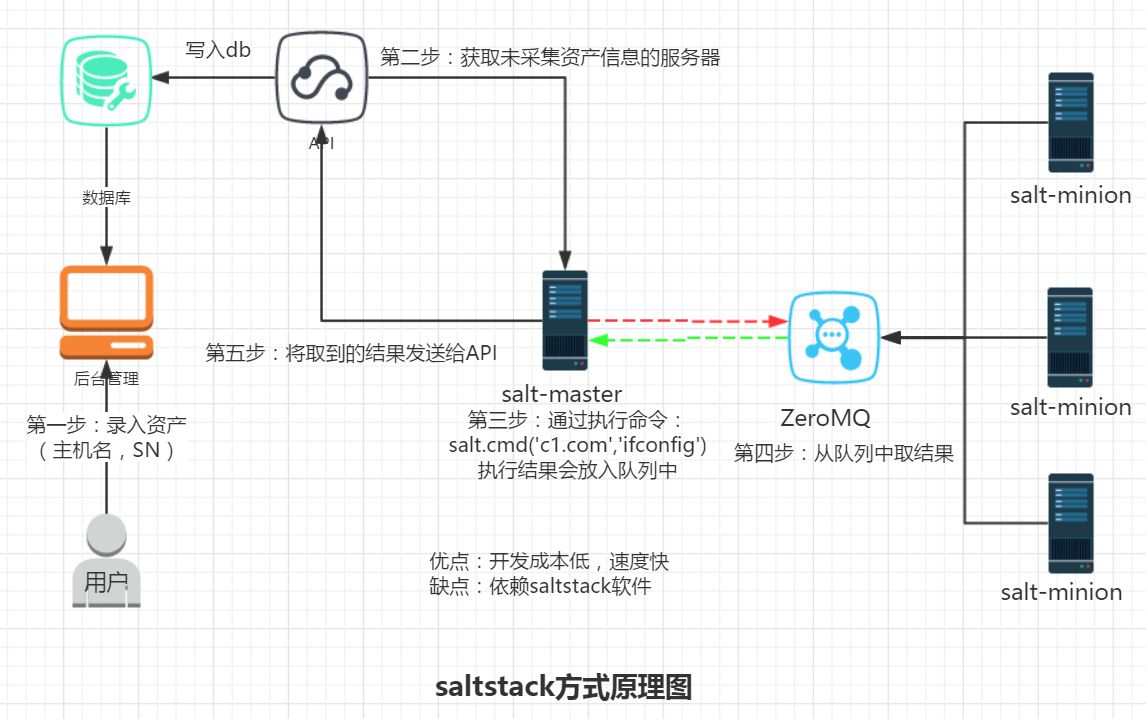 写入db
第二步：获取未采集资产信息的服务器
API
数据库
salt-minion
后台管理
第五步：将取到的结果发送给API
salt-master
第三步：通过执行命令：
salt.cmd('c1.com','ifconfig')
执行结果会放入队列中
ZeroMQ
第四步：从队列中取结果
salt-minion
第一步：录入资产
（主机名，SN）
用户
优点：开发成本低，速度快
缺点：依赖saltstack软件
salt-minion
saltstack方式原理图